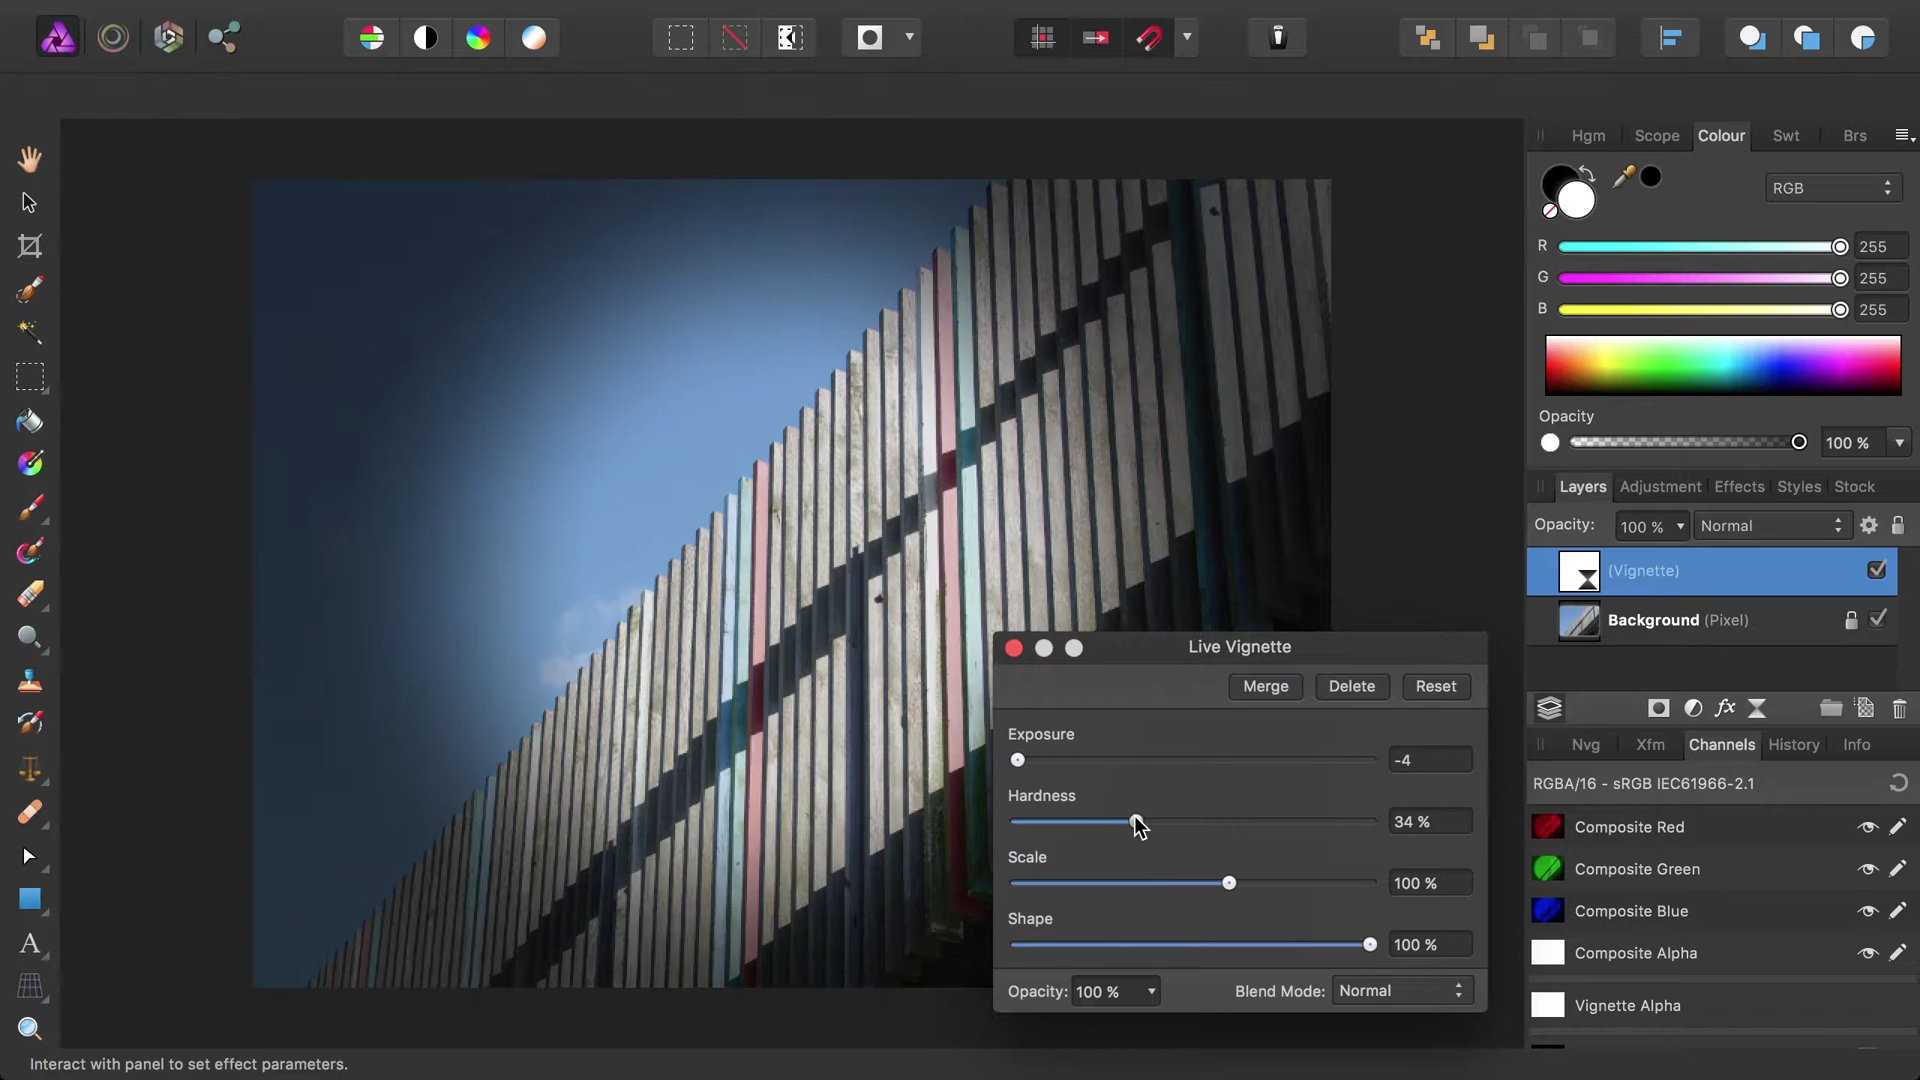 Hgm
Scope
Colour
Swt
Brs
RGB
R
255
G
255
B
255
Opacity
100 %
Layers
Adjustment
Effects
Styles
Stock
Opacity:
100 %
Normal
(Vignette)
Background (Pixel)
Live Vignette
Merge
Delete
Reset
fx
Exposure
-4
Nvg
Xfm
Channels
History
Info
RGBA/16 - sRGB IEC61966-2.1
Hardness
34 %
Composite Red
Scale
100 %
Composite Green
Shape
100 %
Composite Blue
Composite Alpha
Opacity:
100 %
Blend Mode:
Normal
Vignette Alpha
A
Interact with panel to set effect parameters.